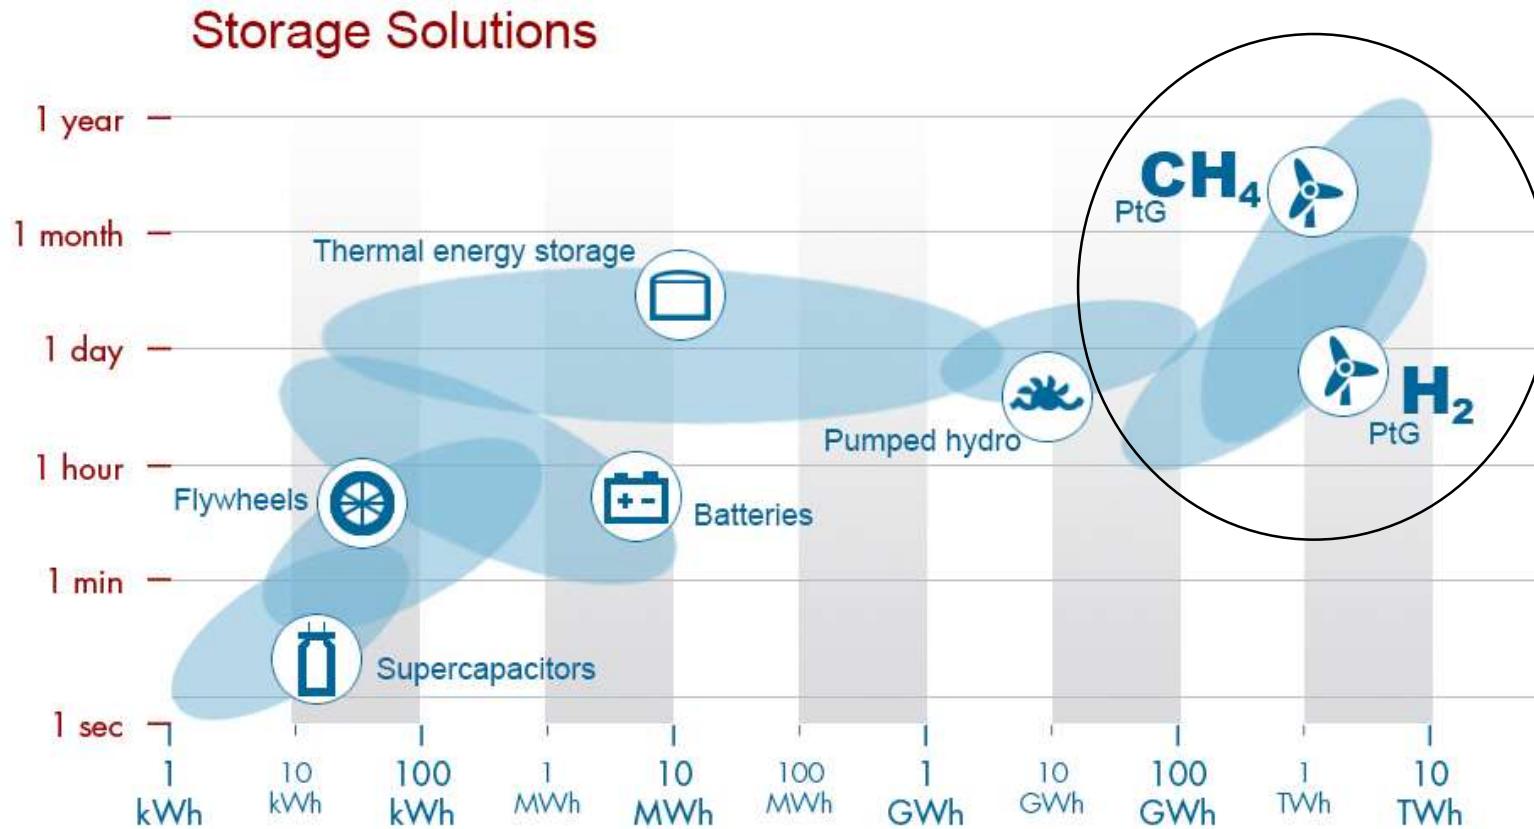 Storage Solutions
1 year
1 month
1 day
1 hour
1 min
1 sec
CH₄
PtG
Thermal energy storage
H₂
PtG
Pumped hydro
Flywheels
Batteries
+ -
Supercapacitors
1 10 100 1 10 100 1 10 100 1 10
kWh kWh kWh MWh MWh MWh GWh GWh GWh TWh TWh